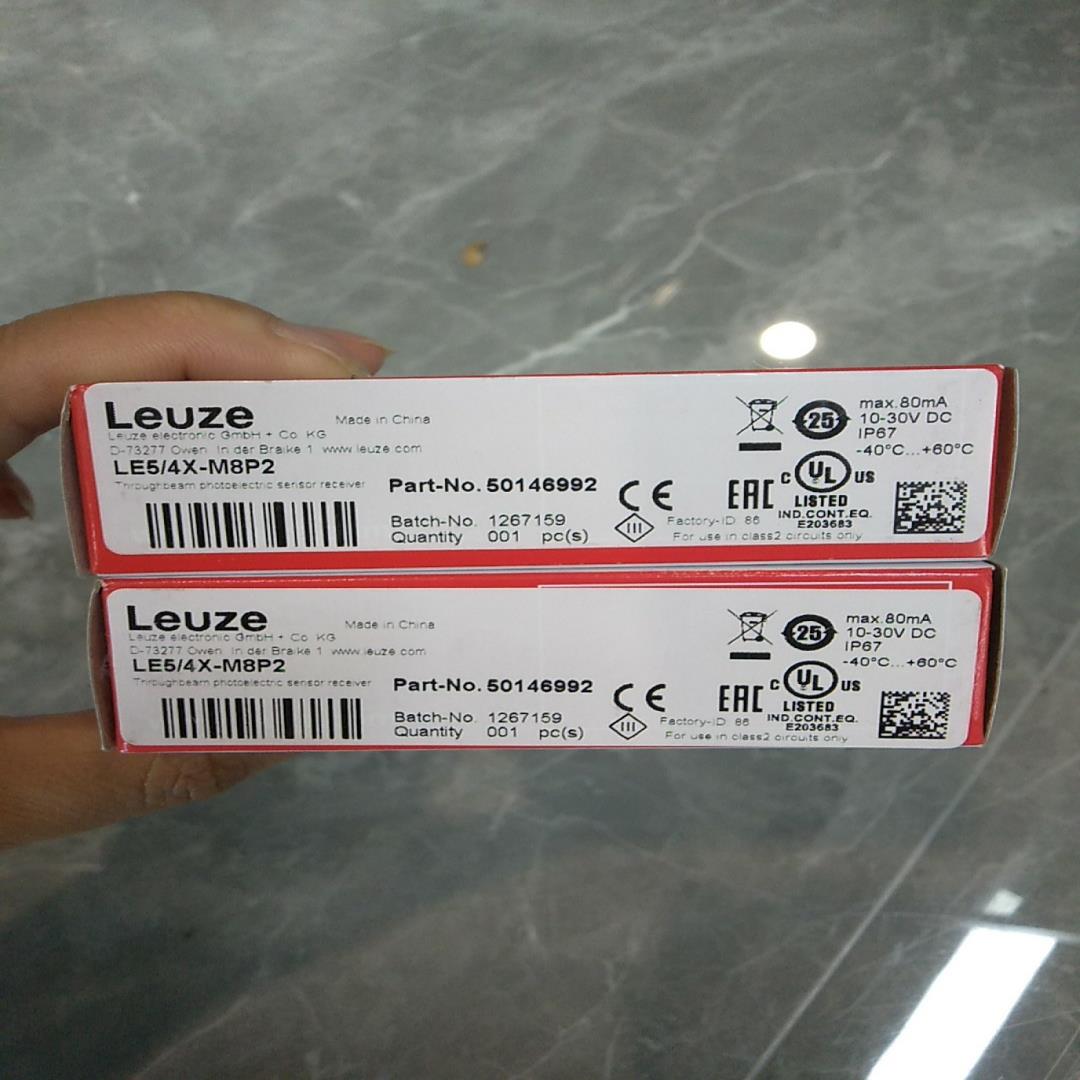 Leuze
Made in China
Leuze electronic GmbH + Co. KG
D-73277 Owen In der Braike 1 www.leuze.com
LE5/4X-M8P2
Throughbeam photoelectric sensor receiver
Part-No. 50146992
Batch-No. 1267159
Quantity 001 pc(s)
CE
III
EAC
Factory-ID 86
For use in class2 circuits only
25
max.80mA
10-30V DC
IP67
-40°C...+60°C
C UL US
LISTED
IND.CONT.EQ.
E203683
Leuze
Made in China
Leuze electronic GmbH + Co. KG
D-73277 Owen In der Braike 1 www.leuze.com
LE5/4X-M8P2
Throughbeam photoelectric sensor receiver
Part-No. 50146992
Batch-No. 1267159
Quantity 001 pc(s)
CE
III
EAC
Factory-ID 86
For use in class2 circuits only
25
max.80mA
10-30V DC
IP67
-40°C...+60°C
C UL US
LISTED
IND.CONT.EQ.
E203683